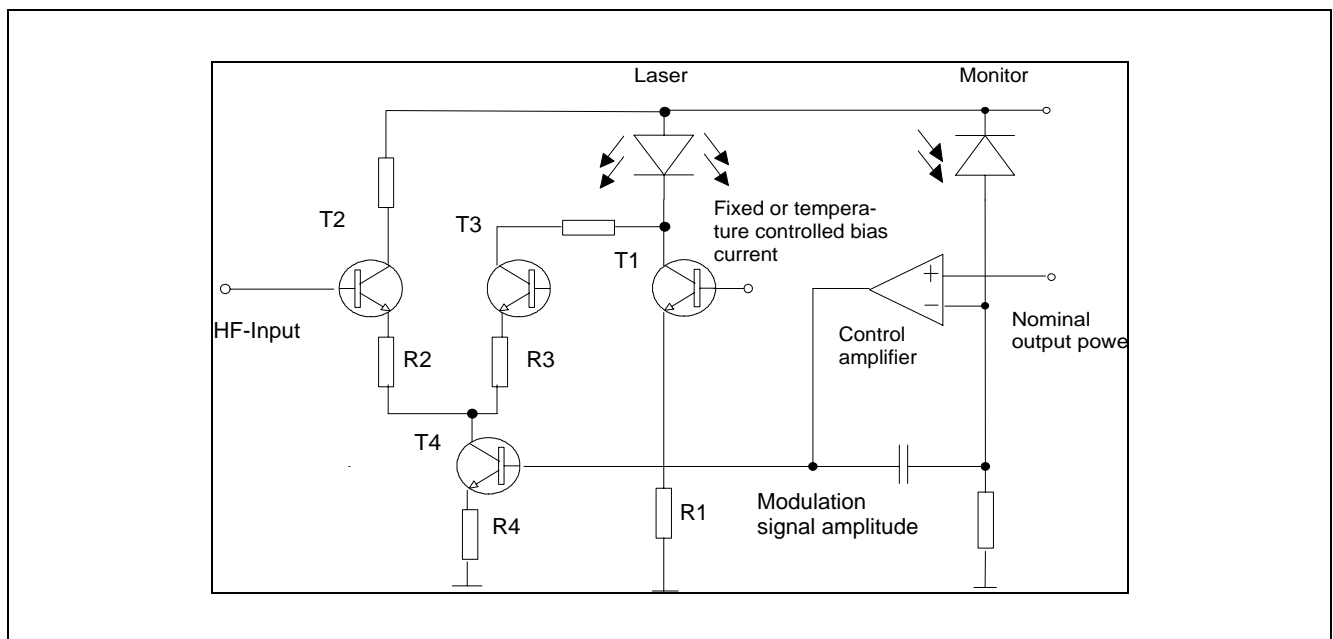 Laser
Monitor
T2
T3
T1
Fixed or tempera-
ture controlled bias
current
+
−
HF-Input
Control
amplifier
Nominal
output powe
R2
R3
T4
Modulation
signal amplitude
R4
R1